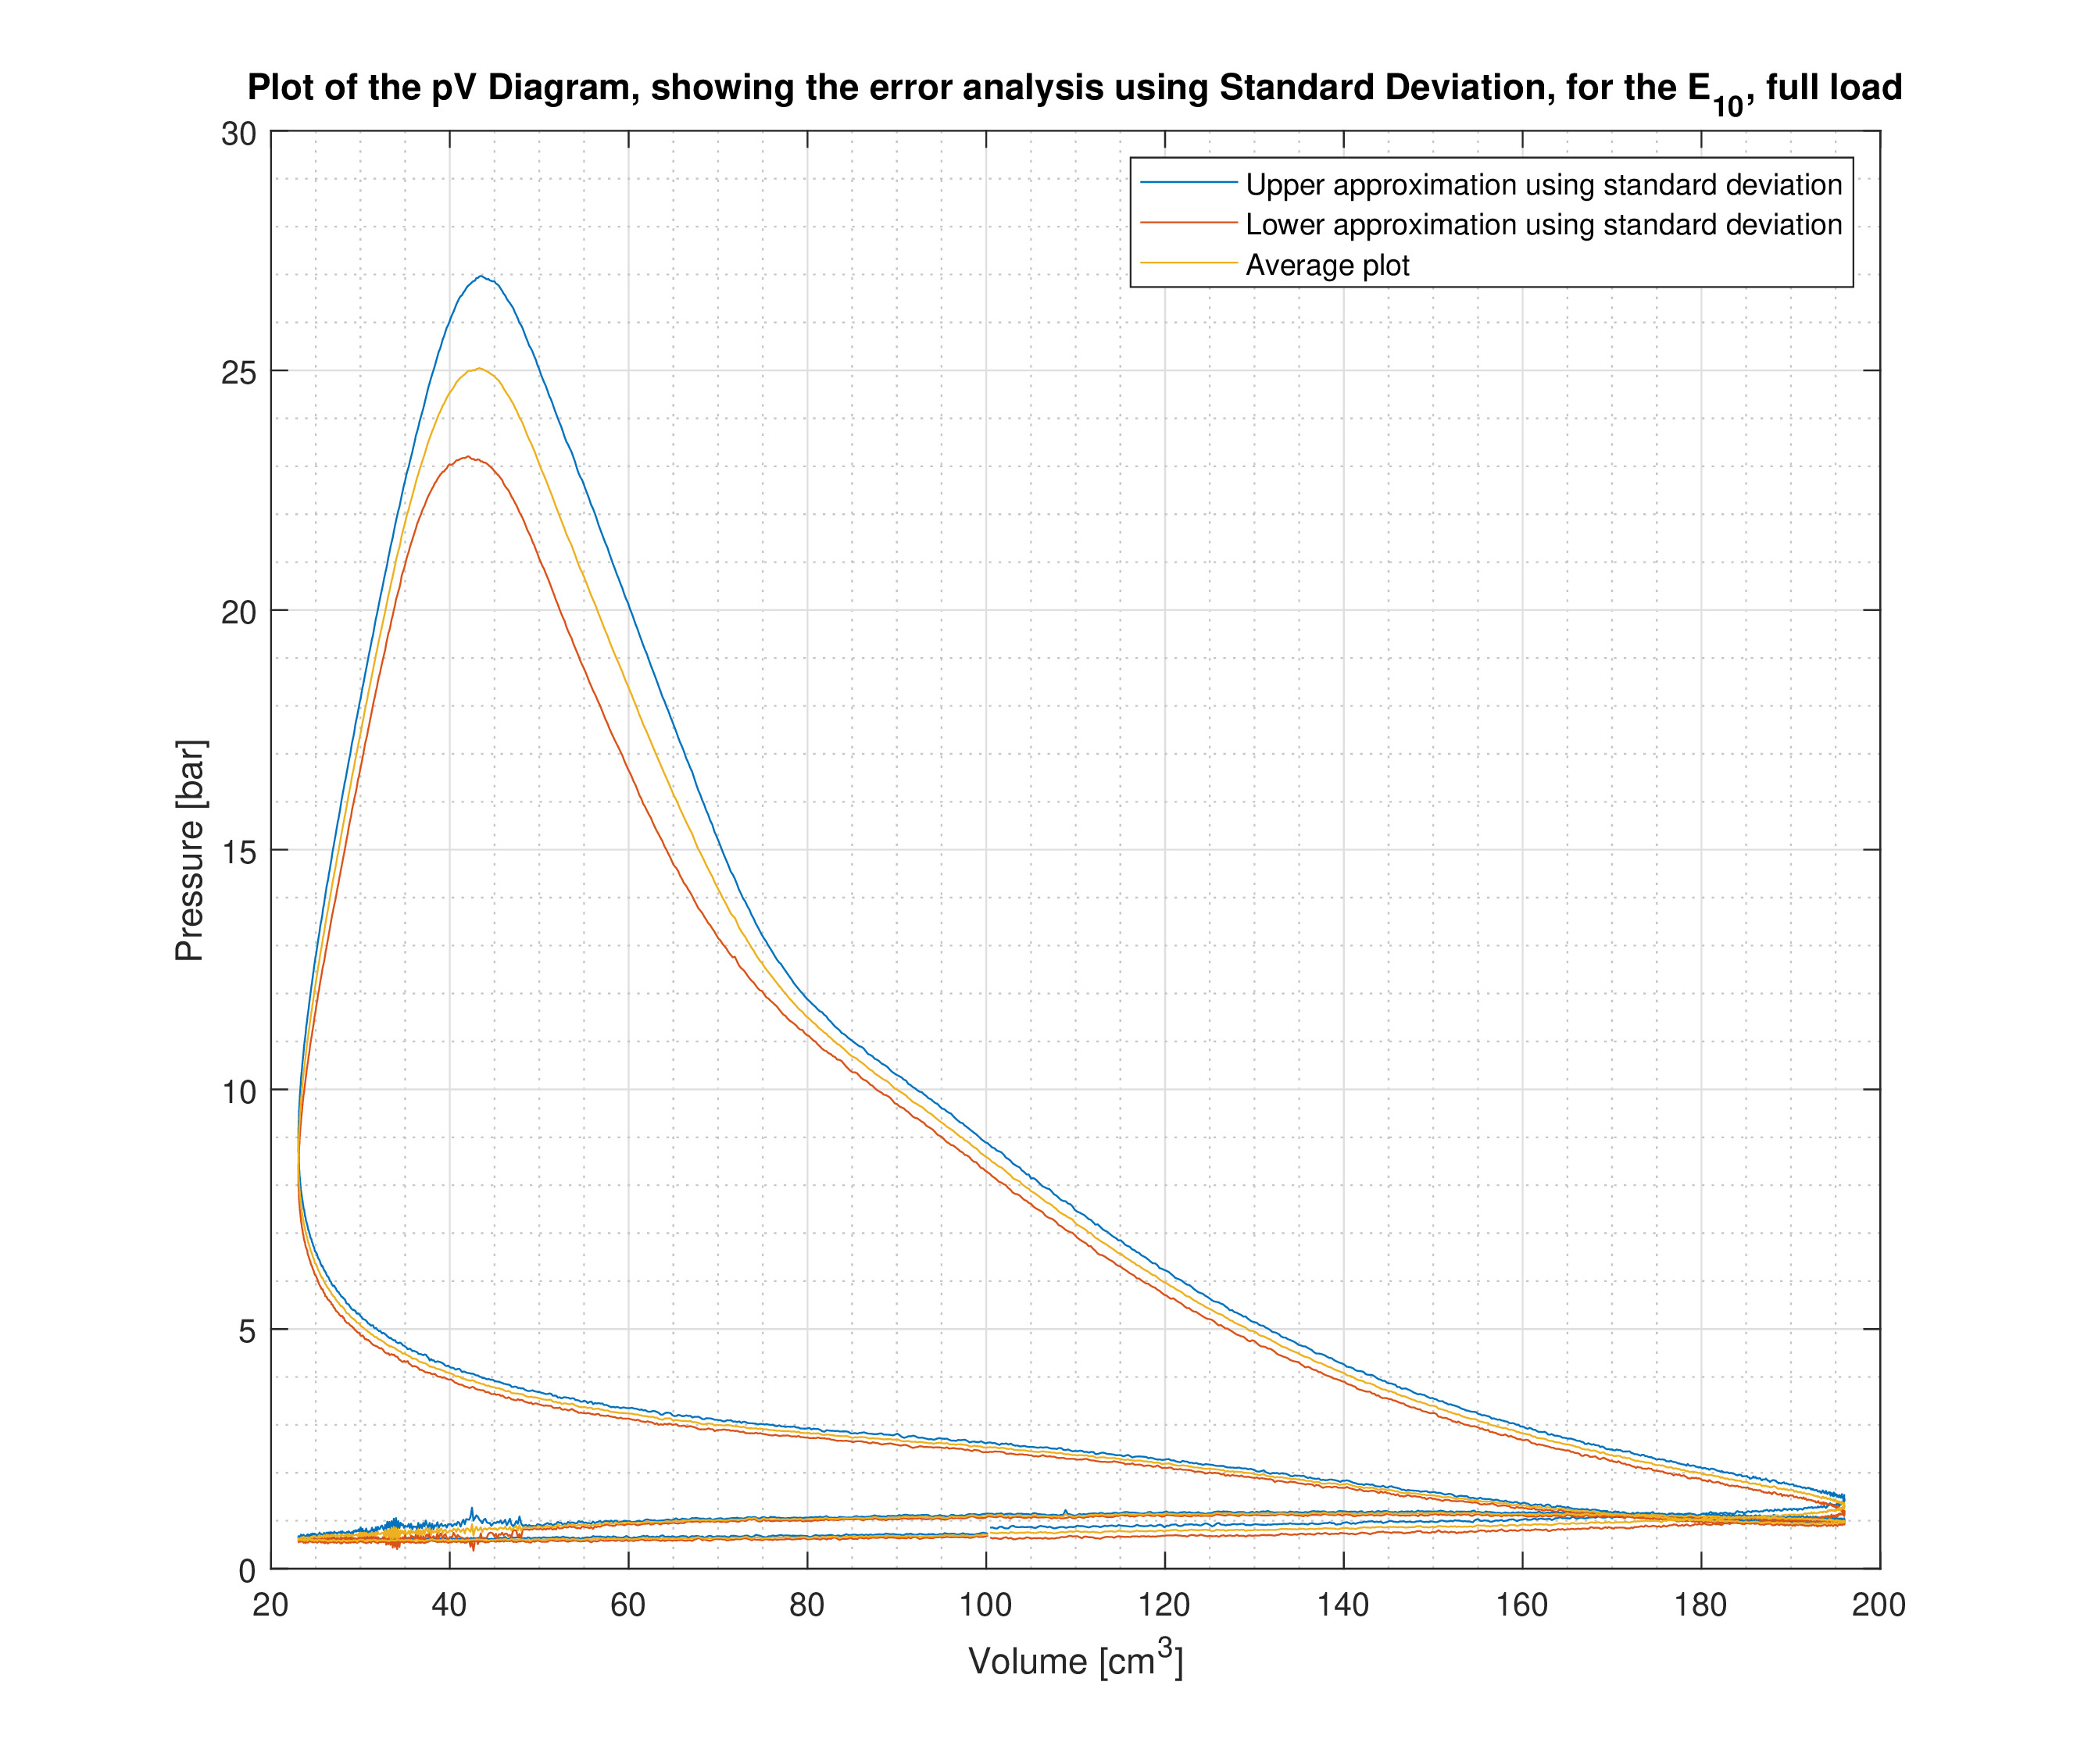 Plot of the pV Diagram, showing the error analysis using Standard Deviation, for the E10, full load
Upper approximation using standard deviation
Lower approximation using standard deviation
Average plot
30
25
20
15
10
5
0
Pressure [bar]
20 40 60 80 100 120 140 160 180 200
Volume [cm3]